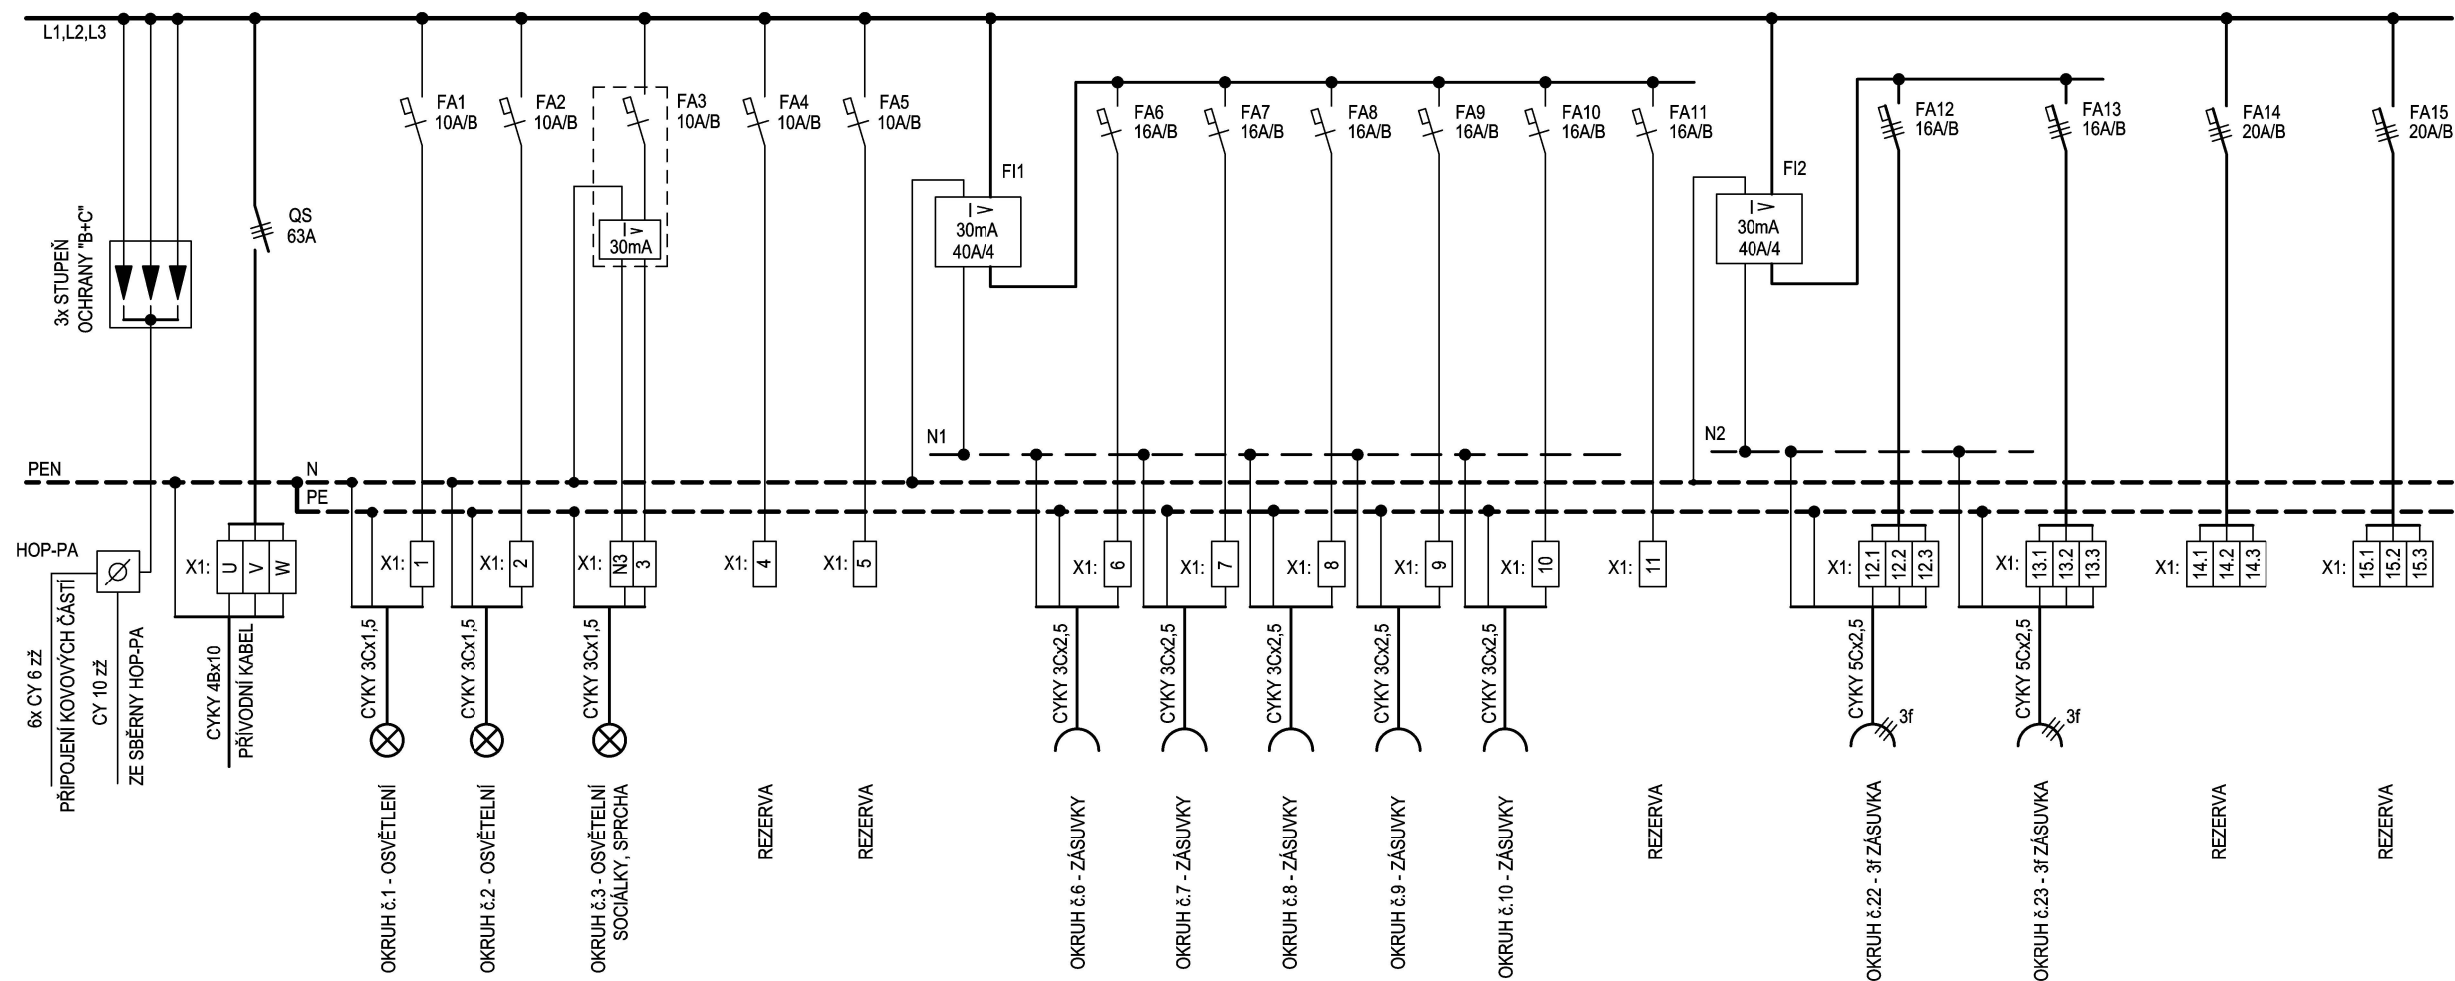 L1,L2,L3
3x STUPEŇ
OCHRANY "B+C"
QS
63A
FA1
10A/B
FA2
10A/B
FA3
10A/B
I >
30mA
FA4
10A/B
FA5
10A/B
FI1
I >
30mA
40A/4
FA6
16A/B
FA7
16A/B
FA8
16A/B
FA9
16A/B
FA10
16A/B
FA11
16A/B
FI2
I >
30mA
40A/4
FA12
16A/B
FA13
16A/B
FA14
20A/B
FA15
20A/B
N1
N2
PEN
N
PE
HOP-PA
X1: U V W
X1: 1
X1: 2
X1: N3 3
X1: 4
X1: 5
X1: 6
X1: 7
X1: 8
X1: 9
X1: 10
X1: 11
X1: 12.1 12.2 12.3
X1: 13.1 13.2 13.3
X1: 14.1 14.2 14.3
X1: 15.1 15.2 15.3
6x CY 6 zž
PŘIPOJENÍ KOVOVÝCH ČÁSTÍ
CY 10 zž
ZE SBĚRNY HOP-PA
CYKY 4Bx10
PŘÍVODNÍ KABEL
CYKY 3Cx1,5
CYKY 3Cx1,5
CYKY 3Cx1,5
CYKY 3Cx2,5
CYKY 3Cx2,5
CYKY 3Cx2,5
CYKY 3Cx2,5
CYKY 3Cx2,5
CYKY 5Cx2,5
3f
CYKY 5Cx2,5
3f
OKRUH č.1 - OSVĚTLENÍ
OKRUH č.2 - OSVĚTELNÍ
OKRUH č.3 - OSVĚTELNÍ
SOCIÁLKY, SPRCHA
REZERVA
REZERVA
OKRUH č.6 - ZÁSUVKY
OKRUH č.7 - ZÁSUVKY
OKRUH č.8 - ZÁSUVKY
OKRUH č.9 - ZÁSUVKY
OKRUH č.10 - ZÁSUVKY
REZERVA
OKRUH č.22 - 3f ZÁSUVKA
OKRUH č.23 - 3f ZÁSUVKA
REZERVA
REZERVA